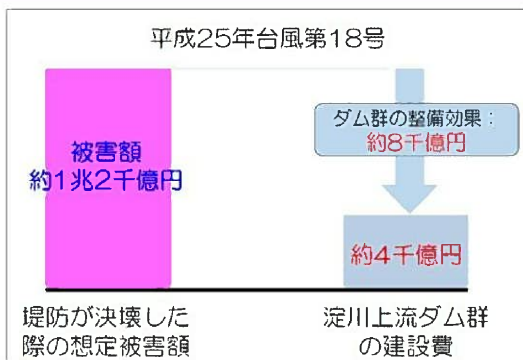 平成25年台風第18号
被害額
約1兆2千億円
ダム群の整備効果：
約8千億円
約4千億円
堤防が決壊した
際の想定被害額
淀川上流ダム群
の建設費